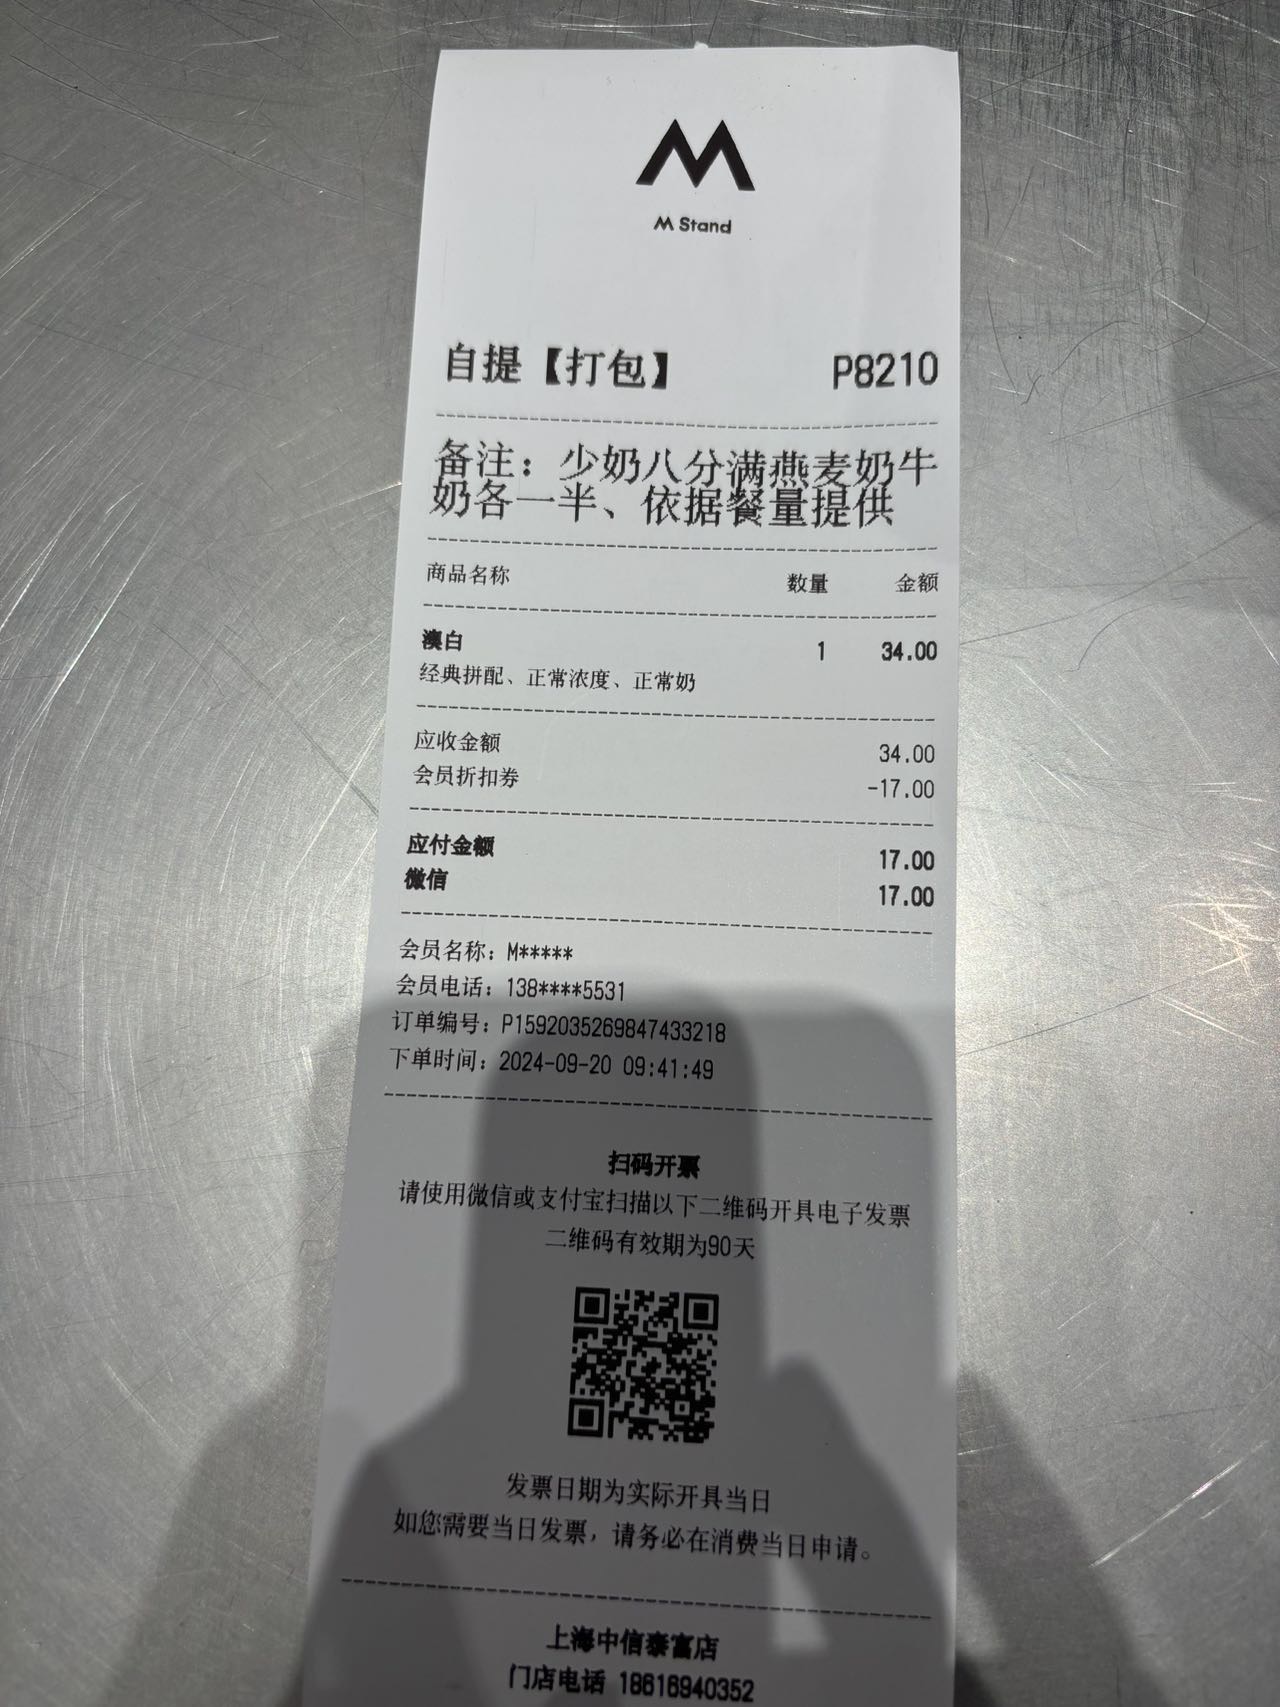 M Stand
自提【打包】 P8210
备注：少奶八分满燕麦奶牛
奶各一半、依据餐量提供
商品名称 数量 金额
澳白 1 34.00
经典拼配、正常浓度、正常奶
应收金额 34.00
会员折扣券 -17.00
应付金额 17.00
微信 17.00
会员名称：M*****
会员电话：138****5531
订单编号：P1592035269847433218
下单时间：2024-09-20 09:41:49
扫码开票
请使用微信或支付宝扫描以下二维码开具电子发票
二维码有效期为90天
发票日期为实际开具当日
如您需要当日发票，请务必在消费当日申请。
上海中信泰富店
门店电话 18616940352